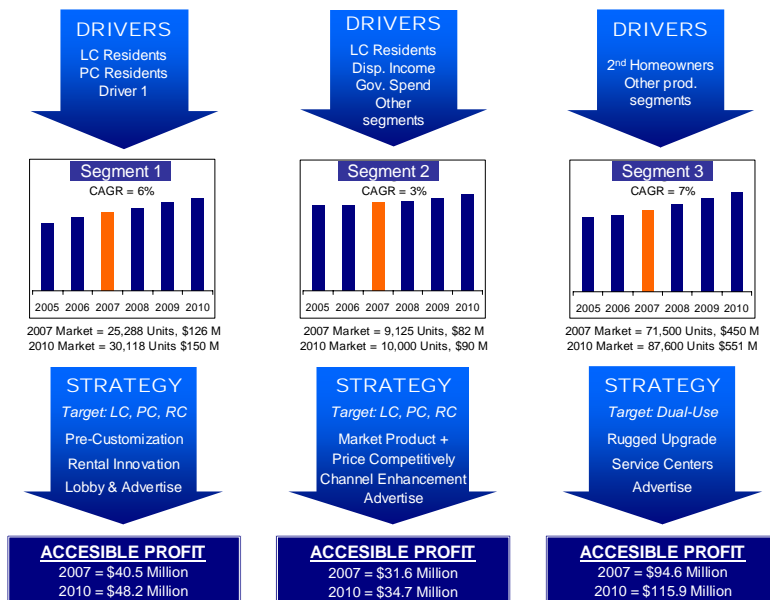 DRIVERS
LC Residents
PC Residents
Driver 1
DRIVERS
LC Residents
Disp. Income
Gov. Spend
Other
segments
DRIVERS
2nd Homeowners
Other prod.
segments
Segment 1
CAGR = 6%
2005 2006 2007 2008 2009 2010
2007 Market = 25,288 Units, $126 M
2010 Market = 30,118 Units $150 M
Segment 2
CAGR = 3%
2005 2006 2007 2008 2009 2010
2007 Market = 9,125 Units, $82 M
2010 Market = 10,000 Units, $90 M
Segment 3
CAGR = 7%
2005 2006 2007 2008 2009 2010
2007 Market = 71,500 Units, $450 M
2010 Market = 87,600 Units $551 M
STRATEGY
Target: LC, PC, RC
Pre-Customization
Rental Innovation
Lobby & Advertise
STRATEGY
Target: LC, PC, RC
Market Product +
Price Competitively
Channel Enhancement
Advertise
STRATEGY
Target: Dual-Use
Rugged Upgrade
Service Centers
Advertise
ACCESIBLE PROFIT
2007 = $40.5 Million
2010 = $48.2 Million
ACCESIBLE PROFIT
2007 = $31.6 Million
2010 = $34.7 Million
ACCESIBLE PROFIT
2007 = $94.6 Million
2010 = $115.9 Million